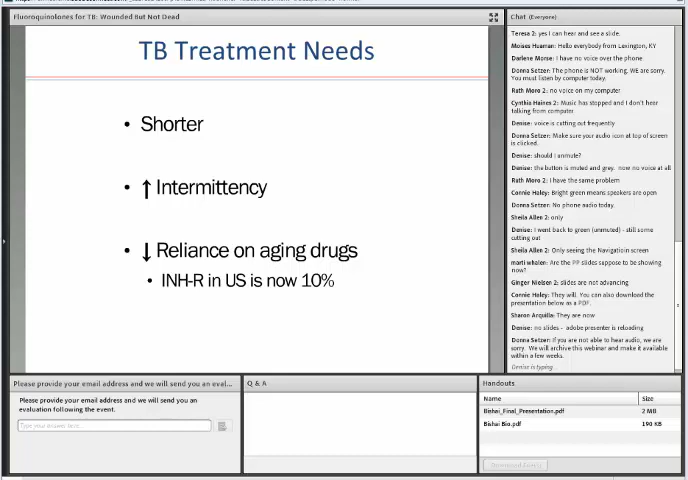 Fluoroquinolones for TB: Wounded But Not Dead
TB Treatment Needs
• Shorter
• ↑ Intermittency
• ↓ Reliance on aging drugs
• INH-R in US is now 10%
Chat (Everyone)
Teresa 2: yes I can hear and see a slide.
Moises Huaman: Hello everybody from Lexington, KY
Darlene Morse: I have no voice over the phone
Donna Setzer: The phone is NOT working. WE are sorry.
You must listen by computer today.
Ruth Moro 2: no voice on my computer
Cynthia Haines 2: Music has stopped and I don't hear
talking from computer
Denise: voice is cutting out frequently
Donna Setzer: Make sure your audio icon at top of screen
is clicked.
Denise: should I unmute?
Denise: the button is muted and grey. now no voice at all
Ruth Moro 2: I have the same problem
Connie Haley: Bright green means speakers are open
Donna Setzer: No phone audio today.
Sheila Allen 2: only
Denise: I went back to green (unmuted) - still some
cutting out
Sheila Allen 2: Only seeing the Navigatioin screen
marti whalen: Are the PP slides suppose to be showing
now?
Ginger Nielsen 2: slides are not advancing
Connie Haley: They will. You can also download the
presentation below as a PDF.
Sharon Arquilla: They are now
Denise: no slides - adobe presenter is reloading
Donna Setzer: If you are not able to hear audio, we are
sorry. We will archive this webinar and make it available
within a few weeks.
Denise is typing...
Please provide your email address and we will send you an eval...
Please provide your email address and we will send you an
evaluation following the event.
Type your answer here...
Q & A
Handouts
Name Size
Bishai_Final_Presentation.pdf 2 MB
Bishai Bio.pdf 190 KB
Download File(s)